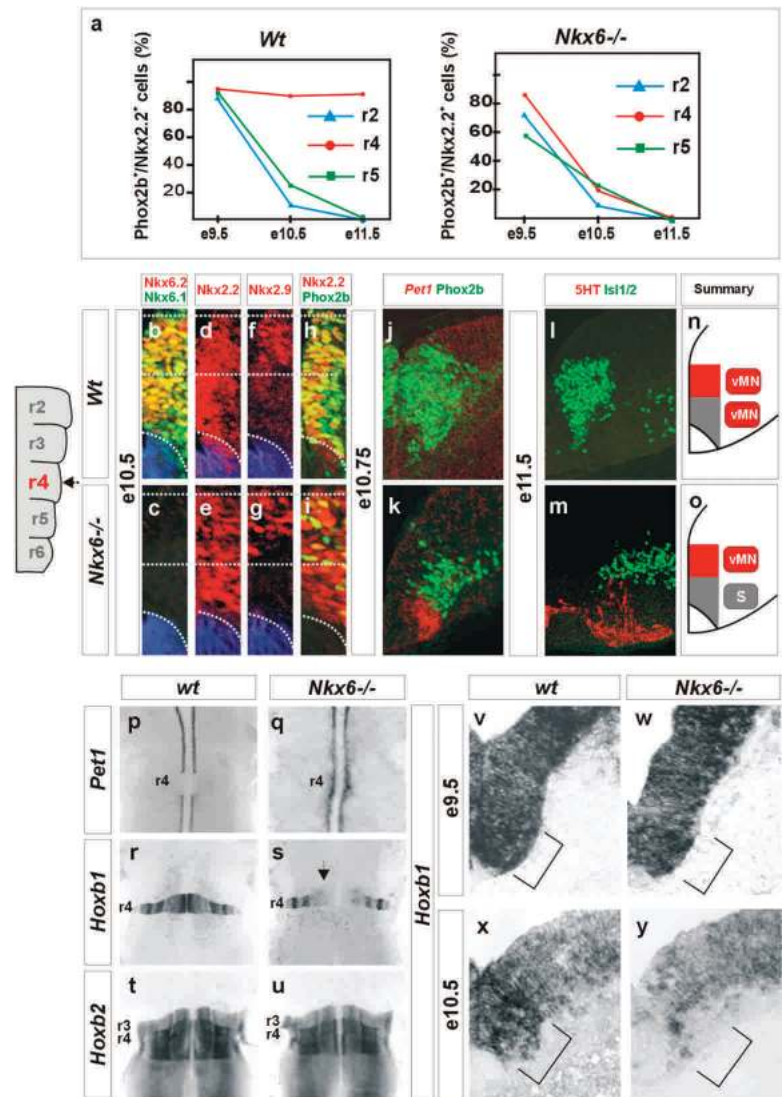 a
Wt
Nkx6-/-
Phox2b⁺/Nkx2.2⁺ cells (%)
80
60
40
20
r2
r4
r5
e9.5
e10.5
e11.5
Phox2b⁺/Nkx2.2⁺ cells (%)
80
60
40
20
r2
r4
r5
e9.5
e10.5
e11.5
Nkx6.2
Nkx6.1
Nkx2.2
Nkx2.9
Nkx2.2
Phox2b
Pet1 Phox2b
5HT Isl1/2
Summary
r2
r3
r4
r5
r6
Wt
Nkx6-/-
e10.5
b
d
f
h
c
e
g
i
e10.75
j
k
e11.5
l
m
n
vMN
vMN
o
vMN
S
wt
Nkx6-/-
Pet1
p
r4
q
r4
Hoxb1
r
r4
s
r4
Hoxb2
t
r3
r4
u
r3
r4
Hoxb1
wt
Nkx6-/-
e9.5
v
w
e10.5
x
y